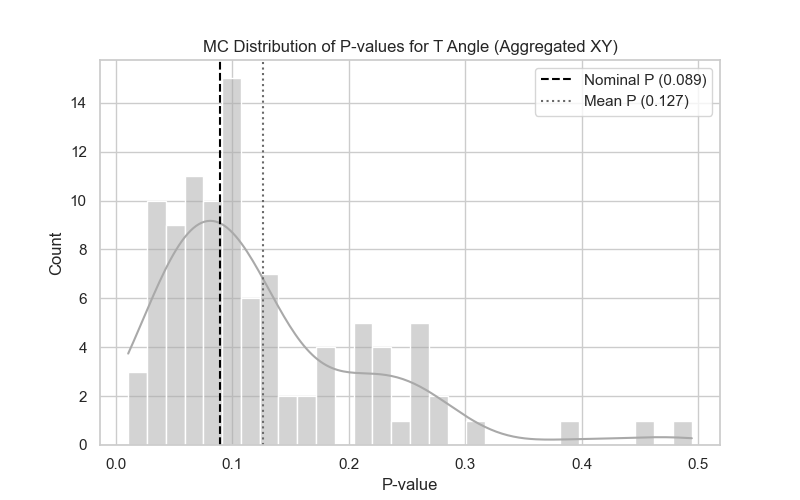 MC Distribution of P-values for T Angle (Aggregated XY)
Nominal P (0.089)
Mean P (0.127)
14
12
10
8
6
4
2
0
Count
0.0 0.1 0.2 0.3 0.4 0.5
P-value